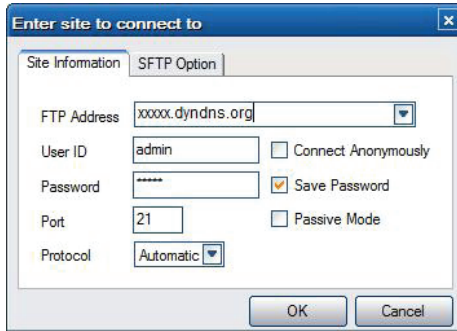 Enter site to connect to
Site Information SFTP Option
FTP Address xxxxx.dyndns.org
User ID admin Connect Anonymously
Password ***** Save Password
Port 21 Passive Mode
Protocol Automatic
OK Cancel